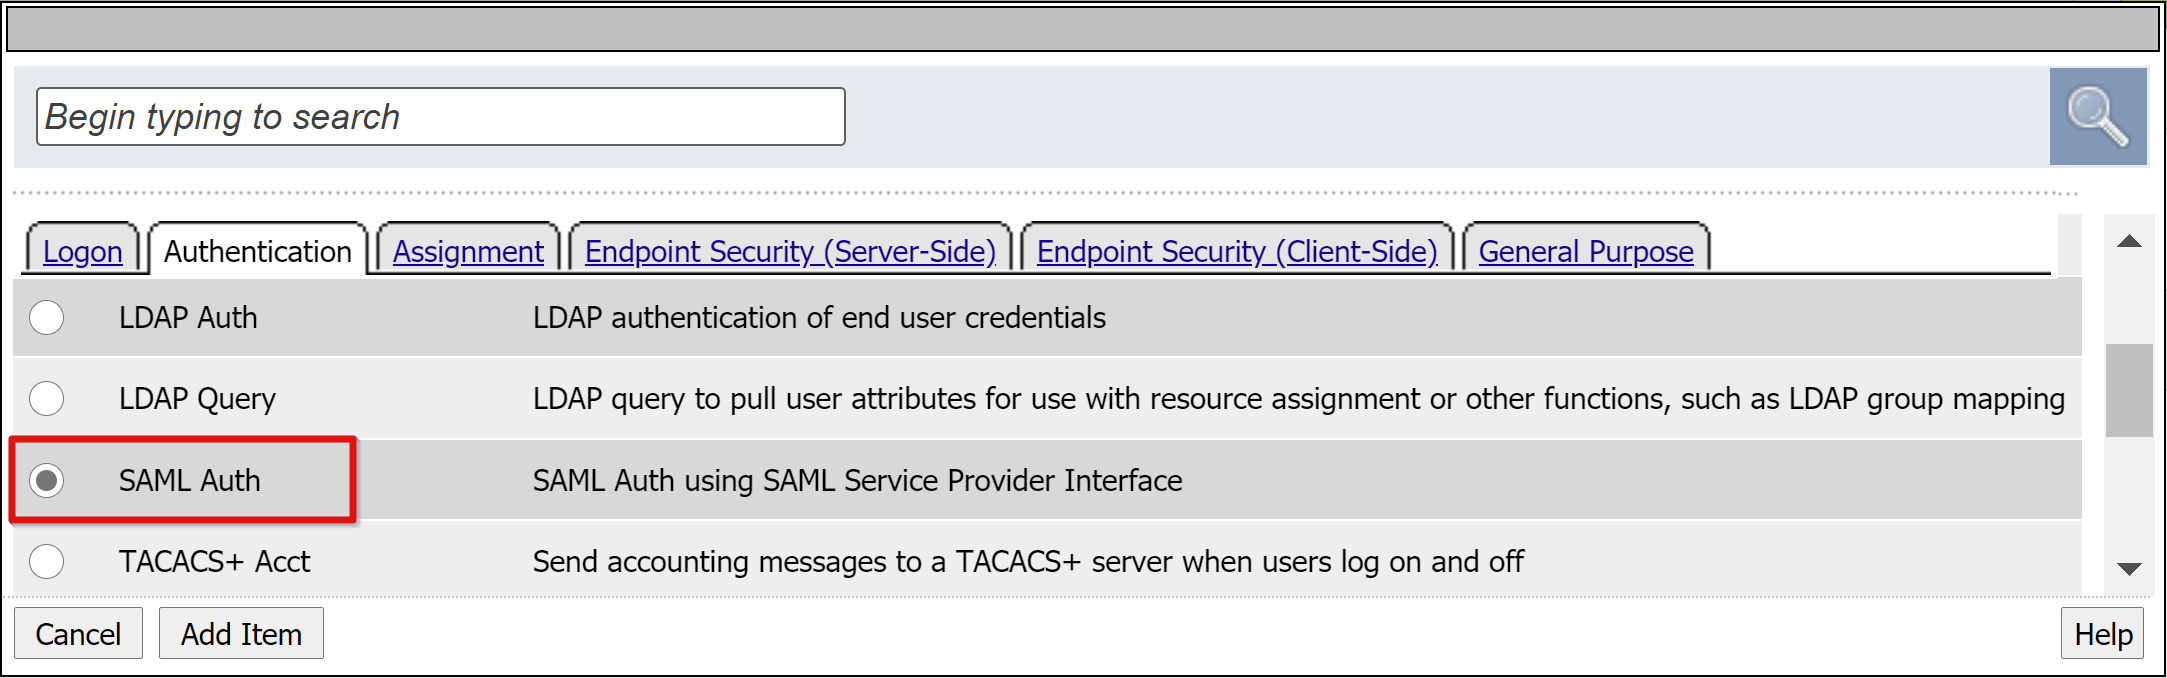 Begin typing to search
Logon Authentication Assignment Endpoint Security (Server-Side) Endpoint Security (Client-Side) General Purpose
LDAP Auth LDAP authentication of end user credentials
LDAP Query LDAP query to pull user attributes for use with resource assignment or other functions, such as LDAP group mapping
SAML Auth SAML Auth using SAML Service Provider Interface
TACACS+ Acct Send accounting messages to a TACACS+ server when users log on and off
Cancel Add Item Help